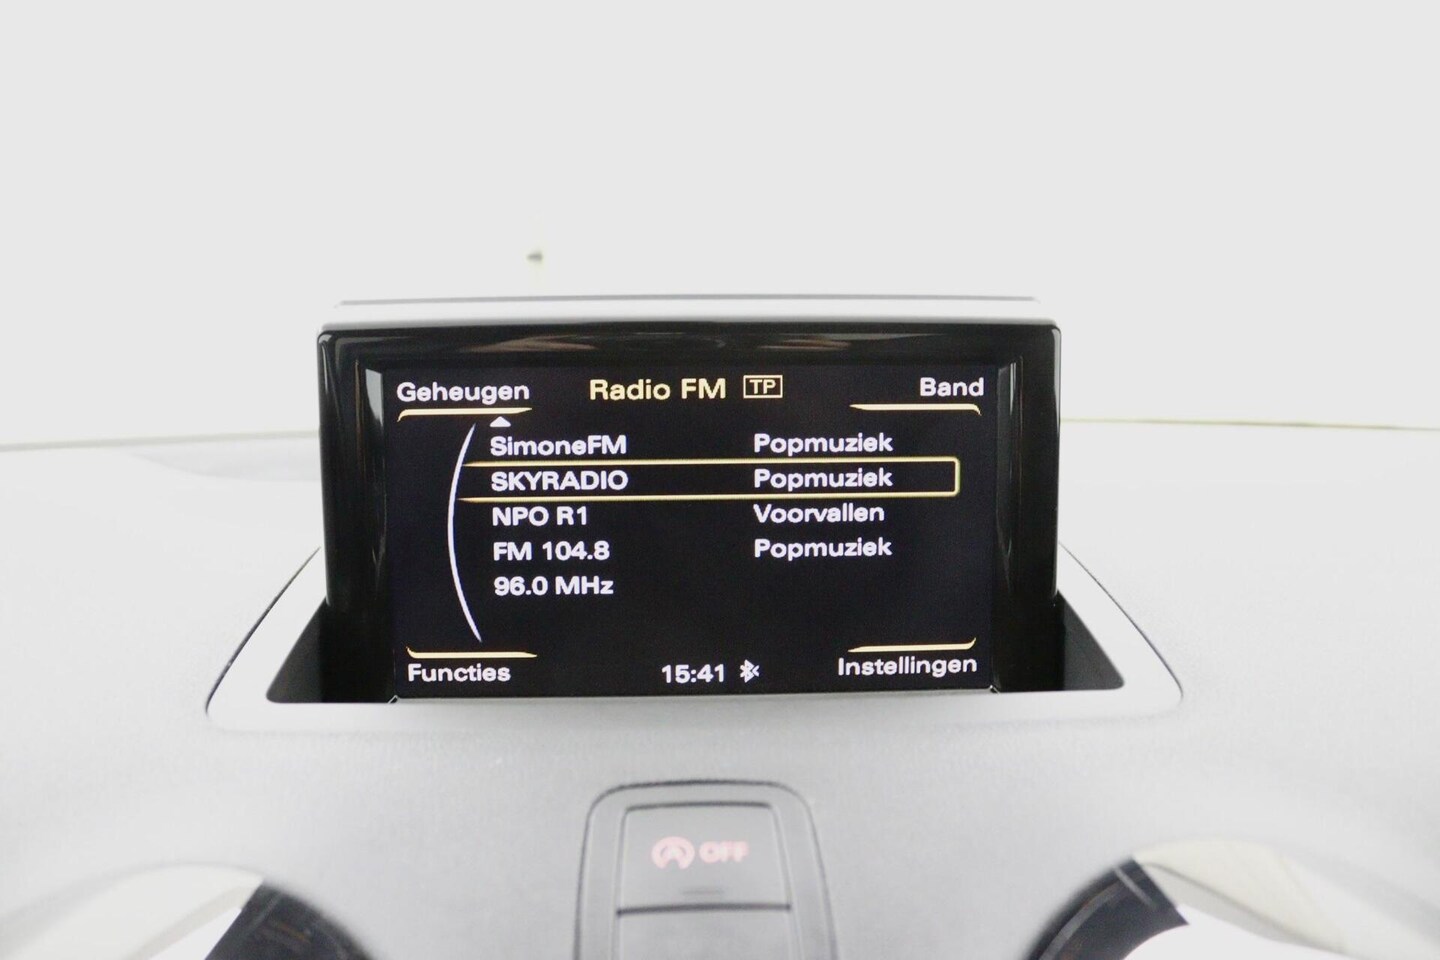 Geheugen Radio FM TP Band
SimoneFM Popmuziek
SKYRADIO Popmuziek
NPO R1 Voorvallen
FM 104.8 Popmuziek
96.0 MHz
Functies 15:41 Instellingen
A OFF